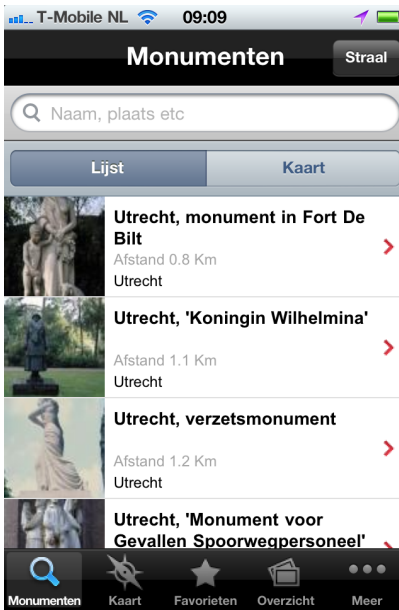 T-Mobile NL 09:09
Monumenten Straal
Naam, plaats etc
Lijst Kaart
Utrecht, monument in Fort De
Bilt
Afstand 0.8 Km
Utrecht
Utrecht, 'Koningin Wilhelmina'
Afstand 1.1 Km
Utrecht
Utrecht, verzetsmonument
Afstand 1.2 Km
Utrecht
Utrecht, 'Monument voor
Gevallen Spoorwegpersoneel'
Monumenten Kaart Favorieten Overzicht Meer